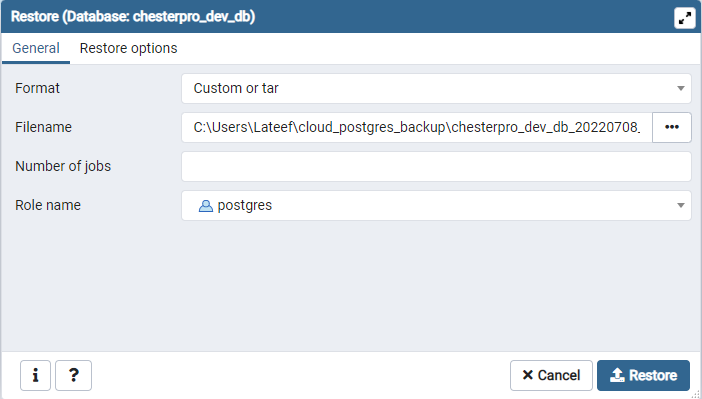 Restore (Database: chesterpro_dev_db)
General Restore options
Format Custom or tar
Filename C:\Users\Lateef\cloud_postgres_backup\chesterpro_dev_db_20220708_ •••
Number of jobs
Role name postgres
i ? × Cancel Restore